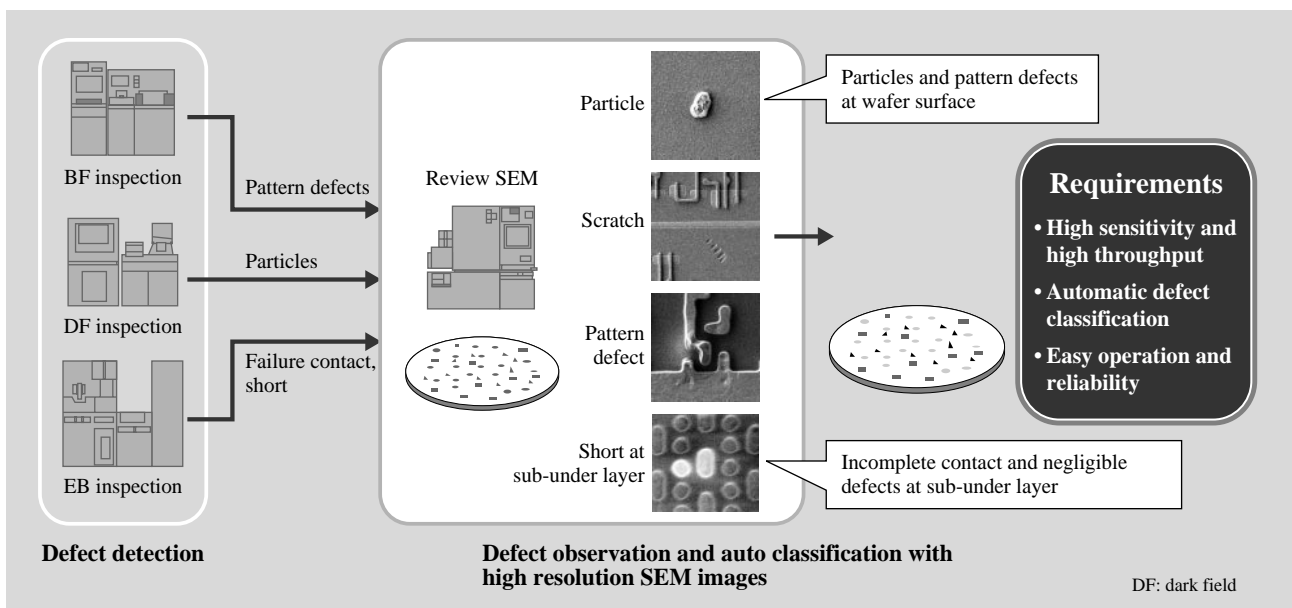 BF inspection
DF inspection
EB inspection
Defect detection
Pattern defects
Particles
Failure contact,
short
Review SEM
Particle
Scratch
Pattern
defect
Short at
sub-under layer
Defect observation and auto classification with
high resolution SEM images
Particles and pattern defects
at wafer surface
Incomplete contact and negligible
defects at sub-under layer
Requirements
• High sensitivity and
high throughput
• Automatic defect
classification
• Easy operation and
reliability
DF: dark field